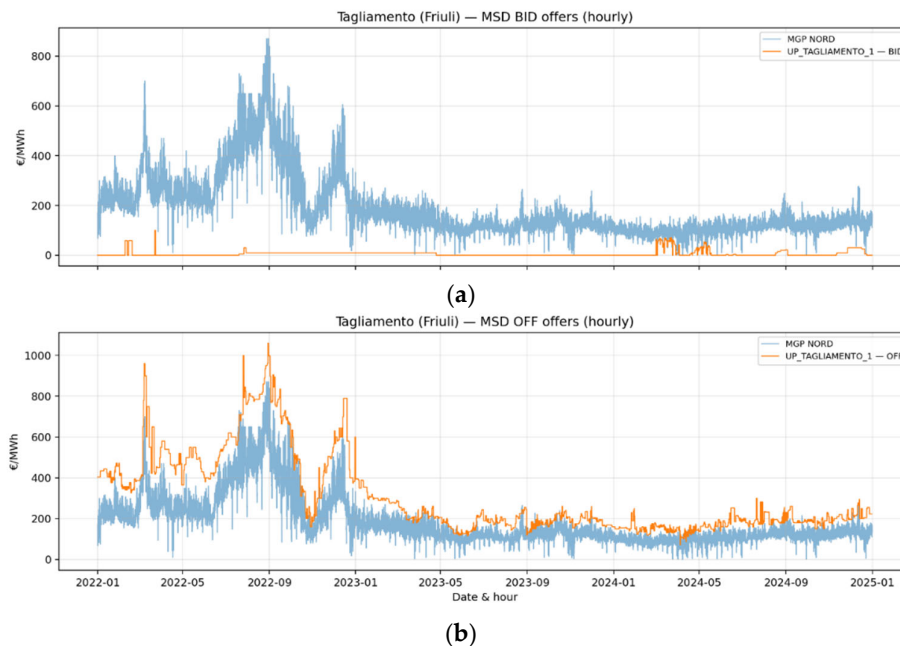 Tagliamento (Friuli) — MSD BID offers (hourly)
MGP NORD
UP_TAGLIAMENTO_1 — BID
800
600
400
200
0
€/MWh
(a)
Tagliamento (Friuli) — MSD OFF offers (hourly)
MGP NORD
UP_TAGLIAMENTO_1 — OFF
1000
800
600
400
200
0
€/MWh
2022-01
2022-05
2022-09
2023-01
2023-05
2023-09
2024-01
2024-05
2024-09
2025-01
Date & hour
(b)